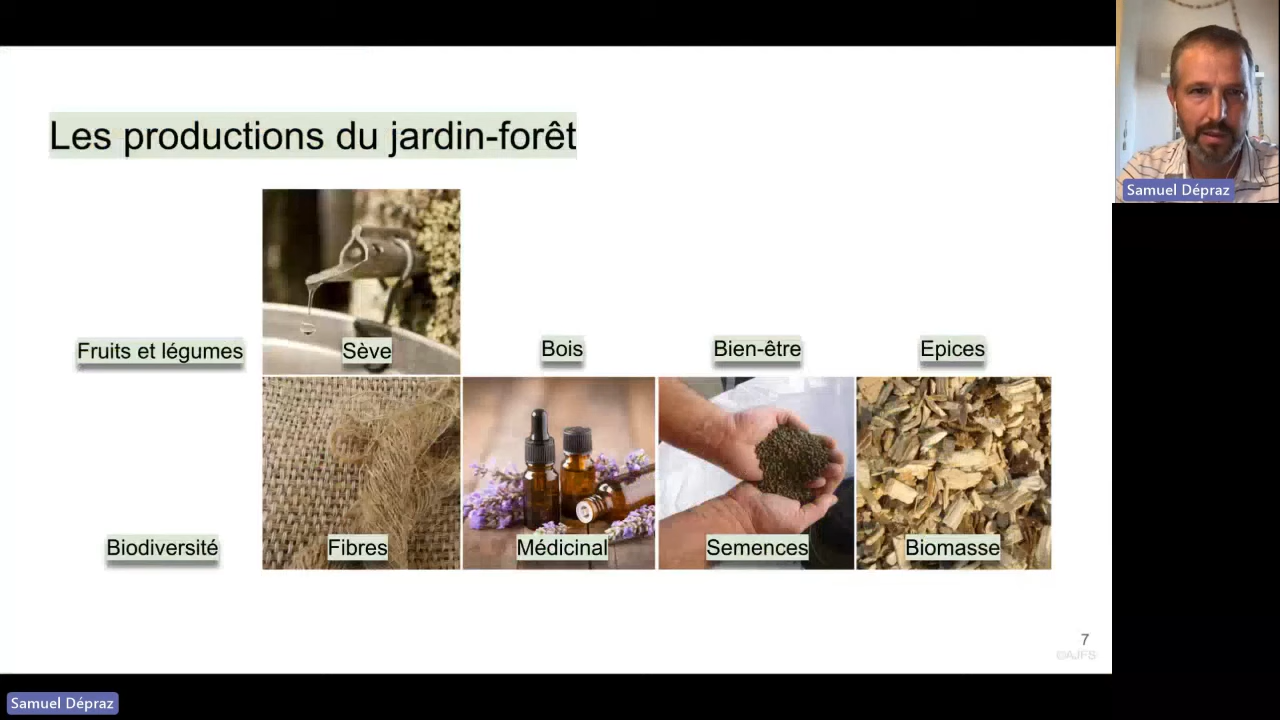 Les productions du jardin-forêt
Samuel Dépraz
Fruits et légumes
Sève
Bois
Bien-être
Epices
Biodiversité
Fibres
Médicinal
Semences
Biomasse
7
©AJFS
Samuel Dépraz